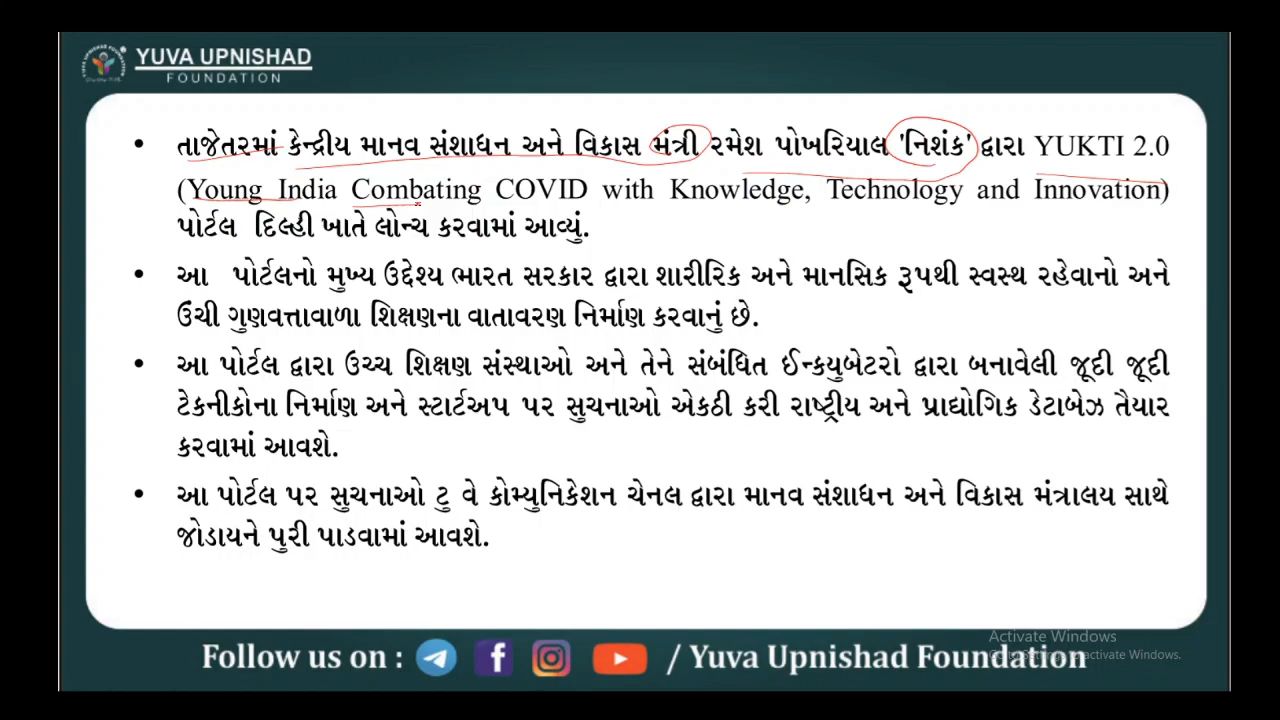 YUVA UPNISHAD
FOUNDATION
• તાજેતરમાં કેન્દ્રીય માનવ સંશાધન અને વિકાસ મંત્રી રમેશ પોખરિયાલ 'નિશંક' દ્વારા YUKTI 2.0
(Young India Combating COVID with Knowledge, Technology and Innovation)
પોર્ટલ દિલ્હી ખાતે લોન્ચ કરવામાં આવ્યું.
• આ પોર્ટલનો મુખ્ય ઉદ્દેશ્ય ભારત સરકાર દ્વારા શારીરિક અને માનસિક રૂપથી સ્વસ્થ રહેવાનો અને
ઉંચી ગુણવત્તાવાળા શિક્ષણના વાતાવરણ નિર્માણ કરવાનું છે.
• આ પોર્ટલ દ્વારા ઉચ્ચ શિક્ષણ સંસ્થાઓ અને તેને સંબંધિત ઈન્કયુબેટરો દ્વારા બનાવેલી જૂદી જૂદી
ટેકનીકોના નિર્માણ અને સ્ટાર્ટઅપ પર સુચનાઓ એકઠી કરી રાષ્ટ્રીય અને પ્રાદ્યોગિક ડેટાબેઝ તૈયાર
કરવામાં આવશે.
• આ પોર્ટલ પર સુચનાઓ ટુ વે કોમ્યુનિકેશન ચેનલ દ્વારા માનવ સંશાધન અને વિકાસ મંત્રાલય સાથે
જોડાયને પુરી પાડવામાં આવશે.
Activate Windows
Follow us on : / Yuva Upnishad Foundation